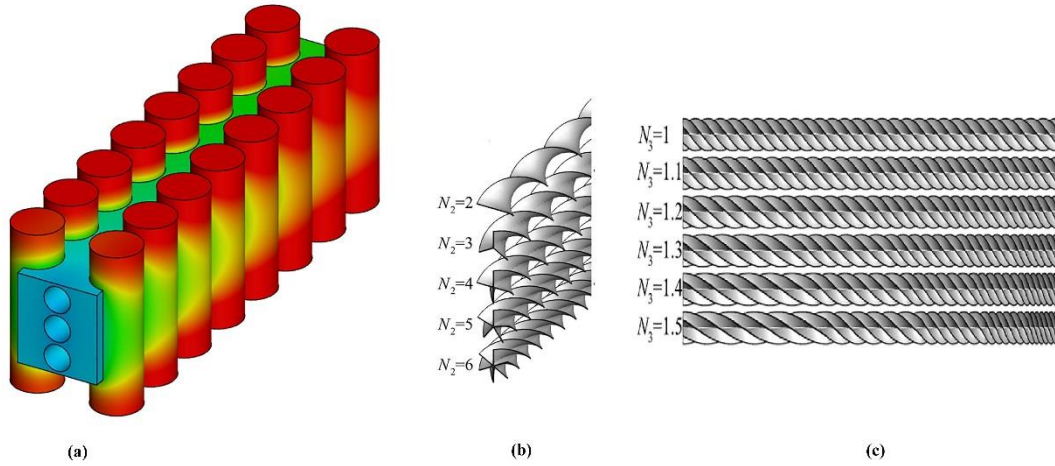 N₂=2
N₂=3
N₂=4
N₂=5
N₂=6
N₃=1
N₃=1.1
N₃=1.2
N₃=1.3
N₃=1.4
N₃=1.5
(a)
(b)
(c)